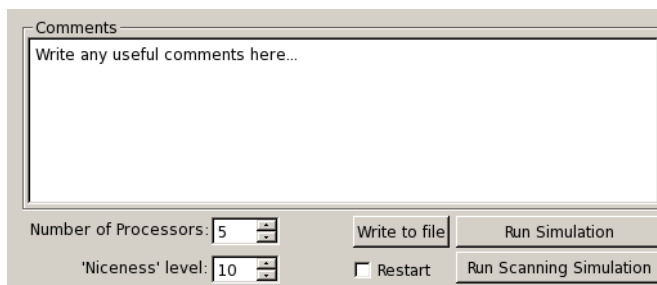 Comments
Write any useful comments here...
Number of Processors: 5 Write to file Run Simulation
'Niceness' level: 10 Restart Run Scanning Simulation